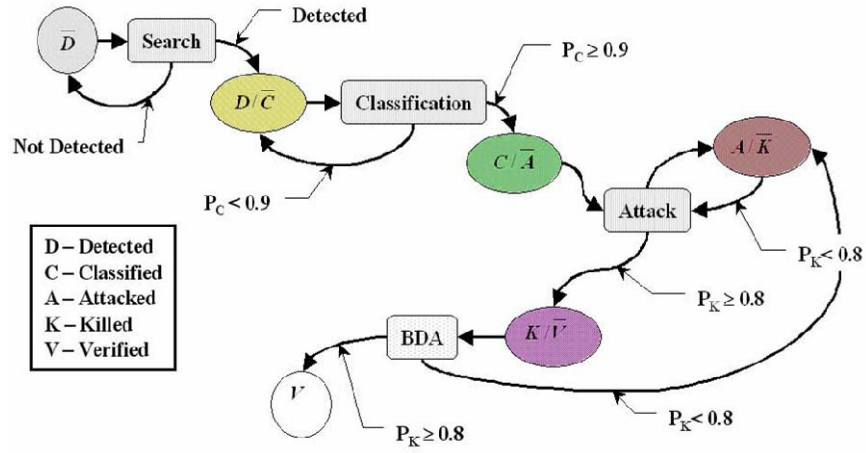 D̅
Search
Detected
Not Detected
D/C̅
Classification
P_C ≥ 0.9
P_C < 0.9
C/A̅
A/K̅
Attack
P_K < 0.8
P_K ≥ 0.8
K/V̅
BDA
V
P_K ≥ 0.8
P_K < 0.8
D – Detected
C – Classified
A – Attacked
K – Killed
V – Verified